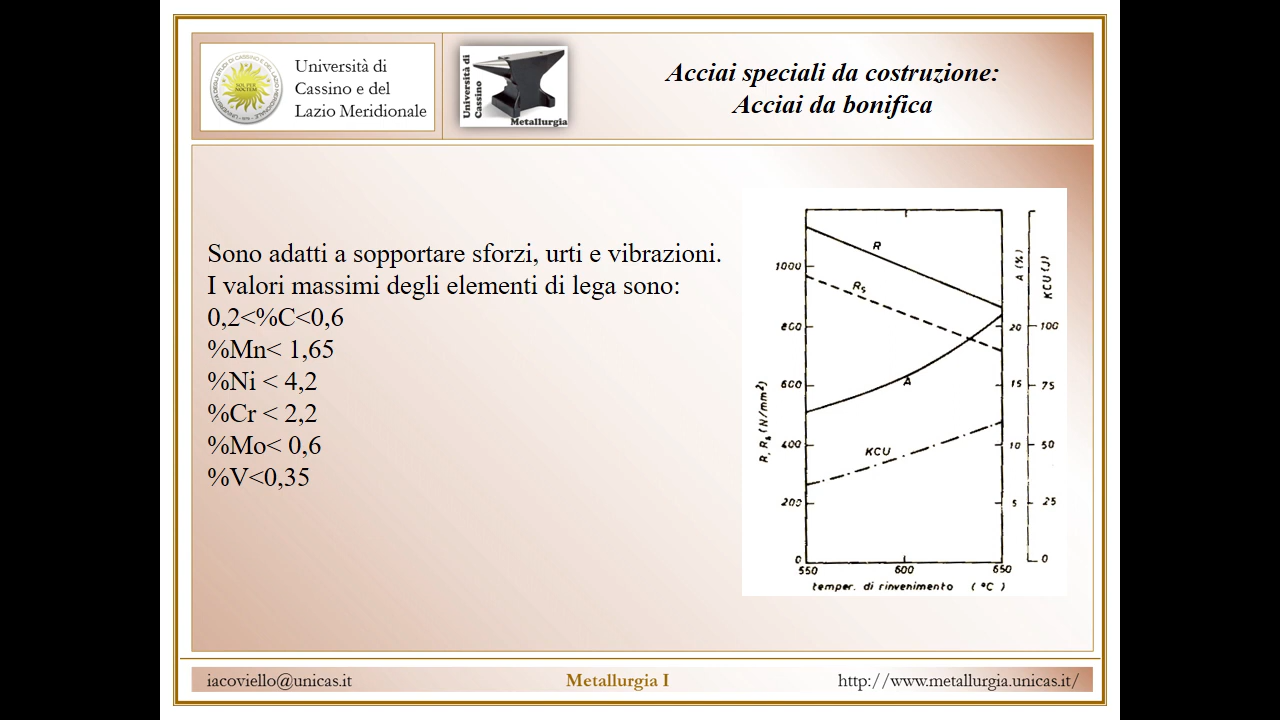 Università di
Cassino e del
Lazio Meridionale
Università di
Cassino
Metallurgia
Acciai speciali da costruzione:
Acciai da bonifica
Sono adatti a sopportare sforzi, urti e vibrazioni.
I valori massimi degli elementi di lega sono:
0,2<%C<0,6
%Mn< 1,65
%Ni < 4,2
%Cr < 2,2
%Mo< 0,6
%V<0,35
R, Rs (N/mm²)
1000
800
600
400
200
0
R
Rs
A
KCU
A (%)
20
15
10
5
KCU (J)
100
75
50
25
0
550 600 650
temper. di rinvenimento (°C)
iacoviello@unicas.it
Metallurgia I
http://www.metallurgia.unicas.it/